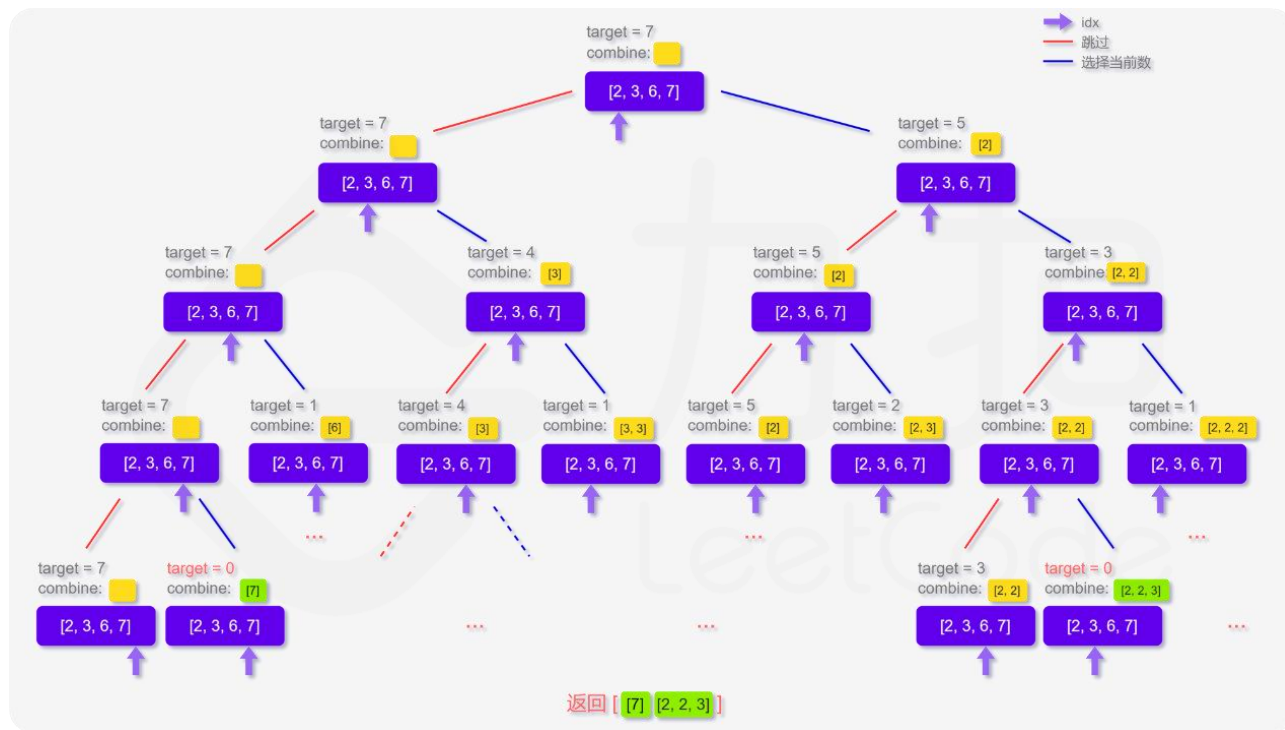 target = 7
combine:
[2, 3, 6, 7]
idx
跳过
选择当前数
target = 7
combine:
[2, 3, 6, 7]
target = 5
combine: [2]
[2, 3, 6, 7]
target = 7
combine:
[2, 3, 6, 7]
target = 4
combine: [3]
[2, 3, 6, 7]
target = 5
combine: [2]
[2, 3, 6, 7]
target = 3
combine: [2, 2]
[2, 3, 6, 7]
target = 7
combine:
[2, 3, 6, 7]
target = 1
combine: [6]
[2, 3, 6, 7]
...
target = 4
combine: [3]
[2, 3, 6, 7]
target = 1
combine: [3, 3]
[2, 3, 6, 7]
target = 5
combine: [2]
[2, 3, 6, 7]
...
target = 2
combine: [2, 3]
[2, 3, 6, 7]
target = 3
combine: [2, 2]
[2, 3, 6, 7]
target = 1
combine: [2, 2, 2]
[2, 3, 6, 7]
...
target = 7
combine:
[2, 3, 6, 7]
target = 0
combine: [7]
[2, 3, 6, 7]
...
...
target = 3
combine: [2, 2]
[2, 3, 6, 7]
target = 0
combine: [2, 2, 3]
[2, 3, 6, 7]
...
返回 [ [7] [2, 2, 3] ]
力扣
LeetCode